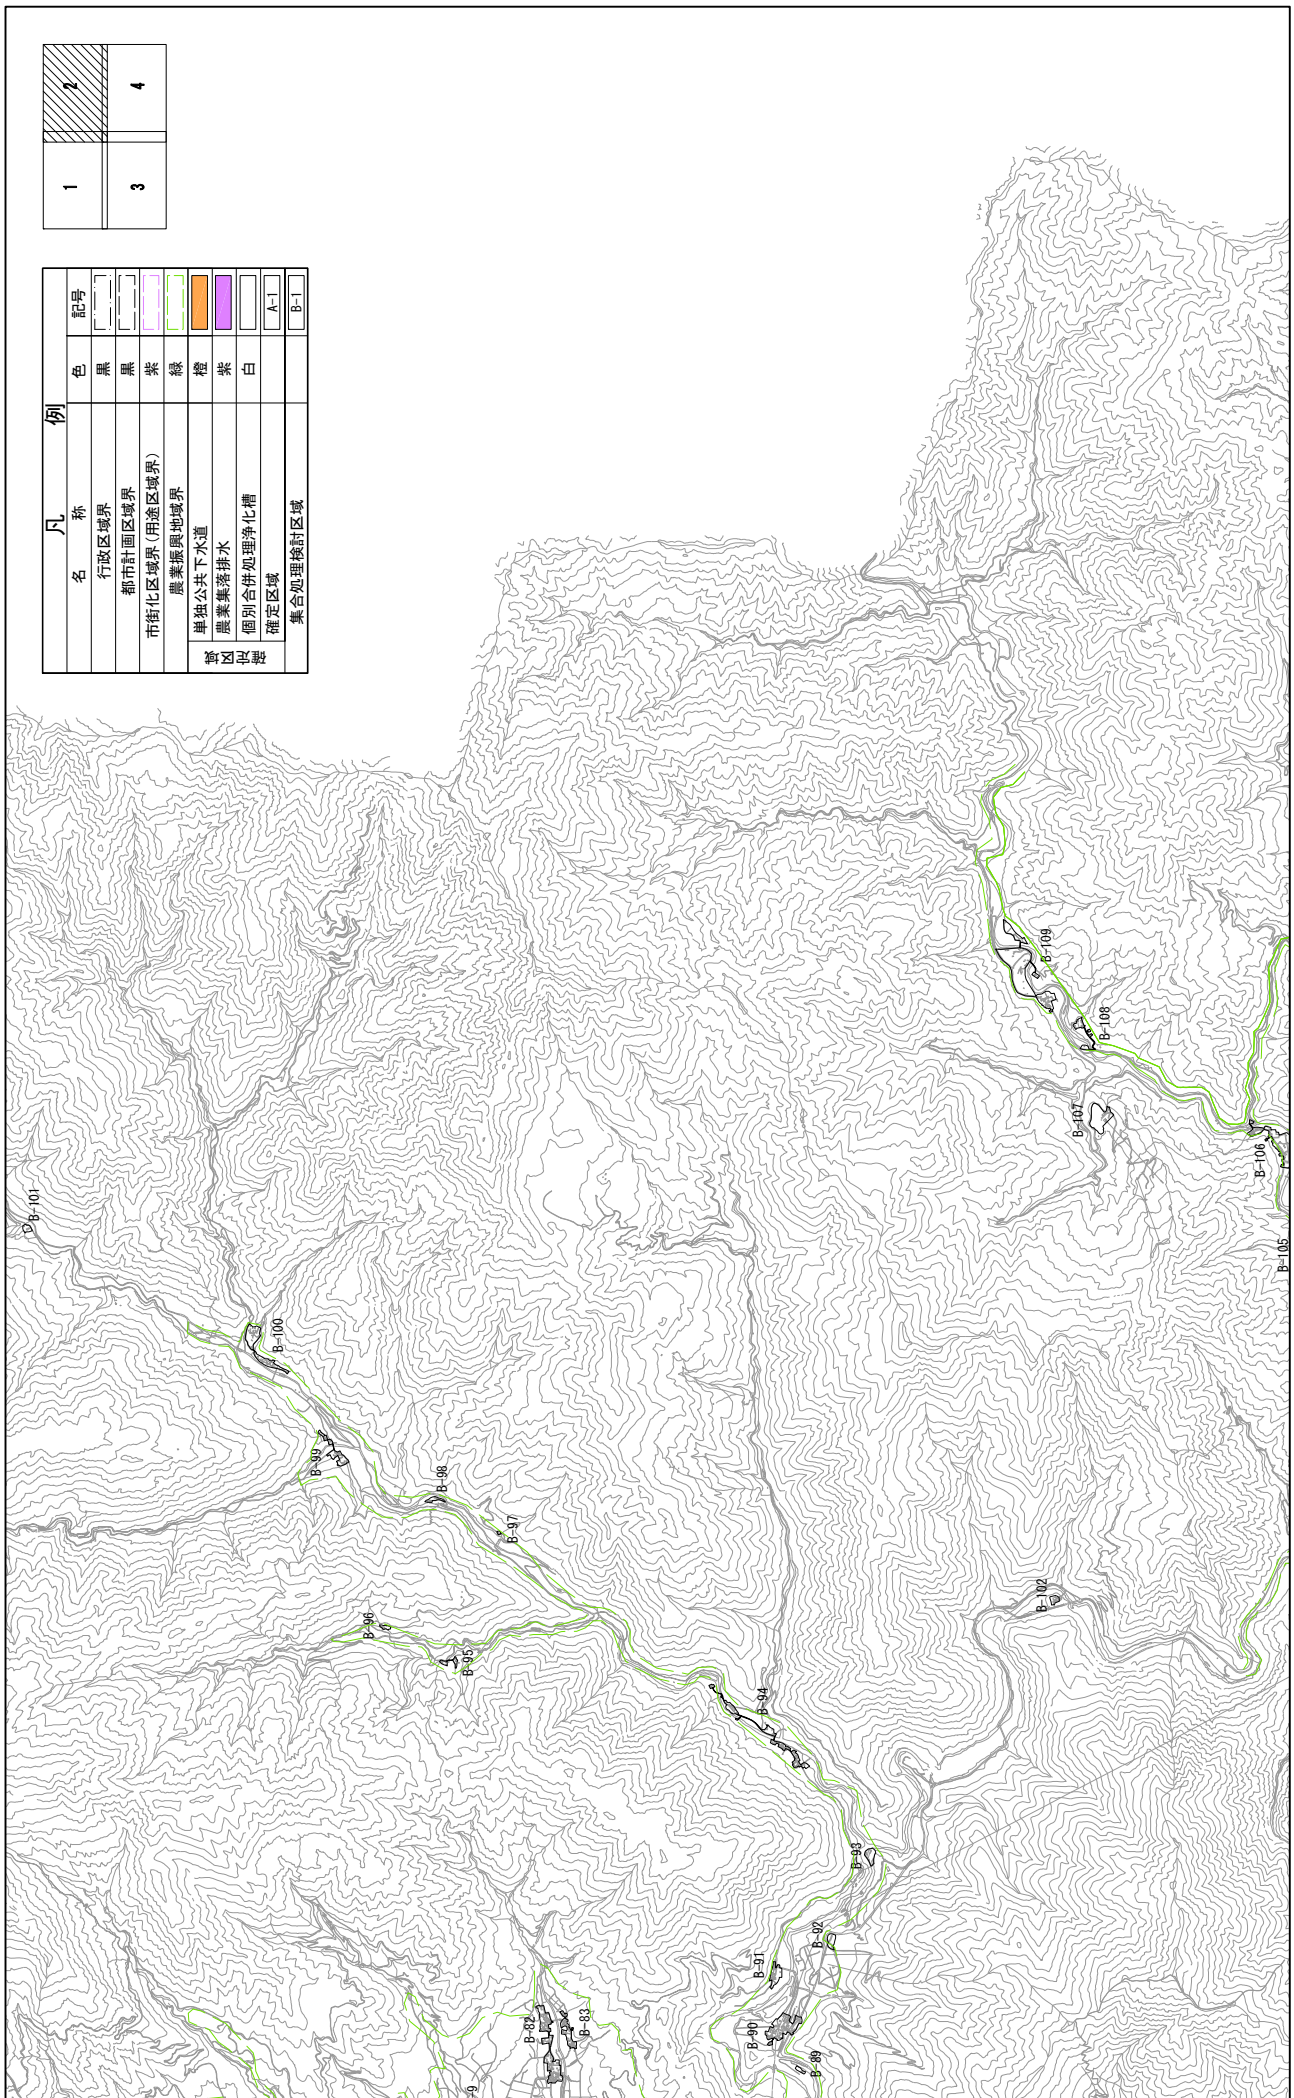 1
2
3
4
凡 例
名 称 色 記号
行政区域界 黒
都市計画区域界 黒
市街化区域界(用途区域界) 紫
農業振興地域界 緑
確定区域
単独公共下水道 橙
農業集落排水 紫
個別合併処理浄化槽 白
確定区域 A-1
集合処理検討区域 B-1
B-101
B-100
B-99
B-98
B-97
B-96
B-95
B-94
B-93
B-92
B-91
B-90
B-89
B-82
B-83
9
B-102
B-109
B-108
B-107
B-106
B-105